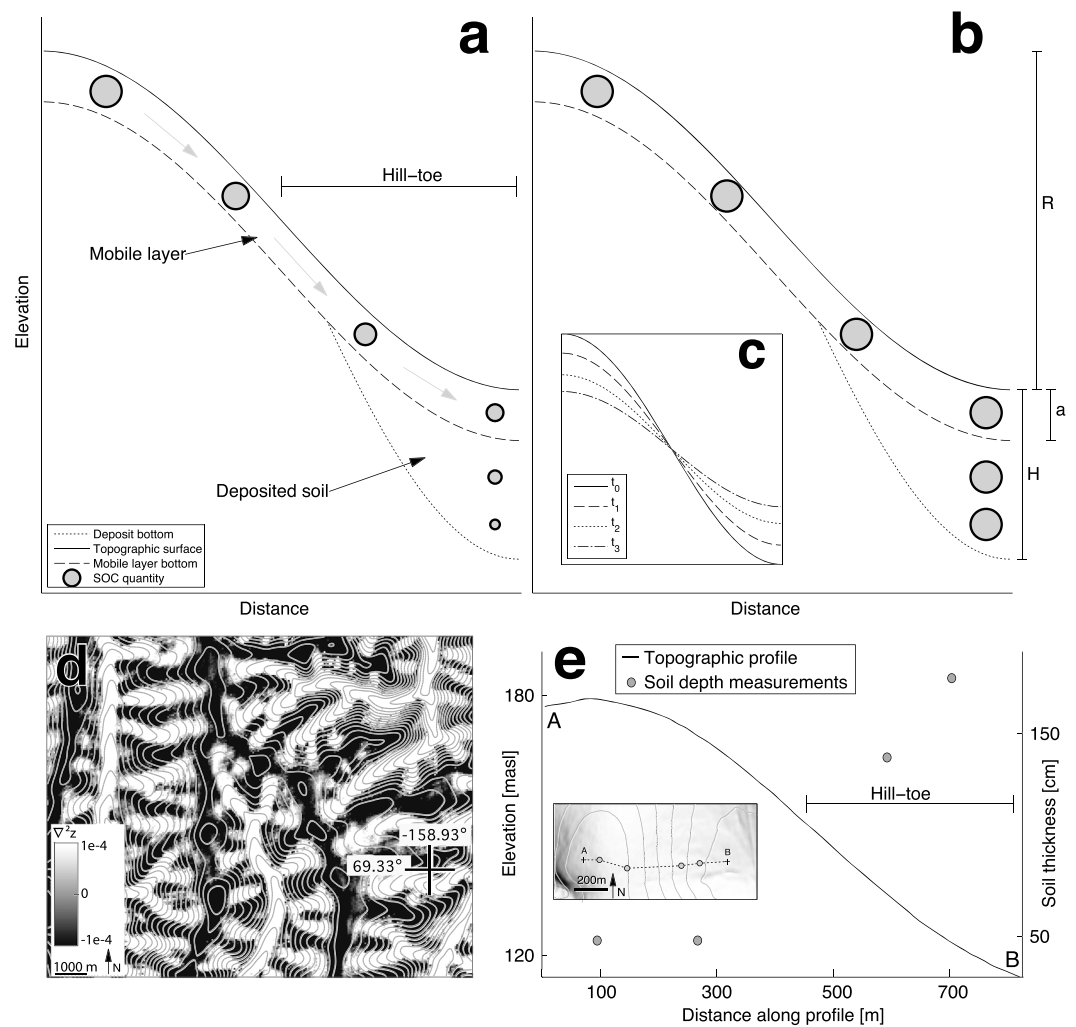 a
b
Hill–toe
R
Mobile layer
Elevation
c
a
H
Deposited soil
t0
t1
t2
t3
Deposit bottom
Topographic surface
Mobile layer bottom
SOC quantity
Distance
Distance
d
∇²z
1e-4
0
-1e-4
1000 m
N
-158.93°
69.33°
e
Topographic profile
Soil depth measurements
180
A
Elevation [masl]
150
Hill–toe
Soil thickness [cm]
A
B
200m
N
50
120
B
100
300
500
700
Distance along profile [m]